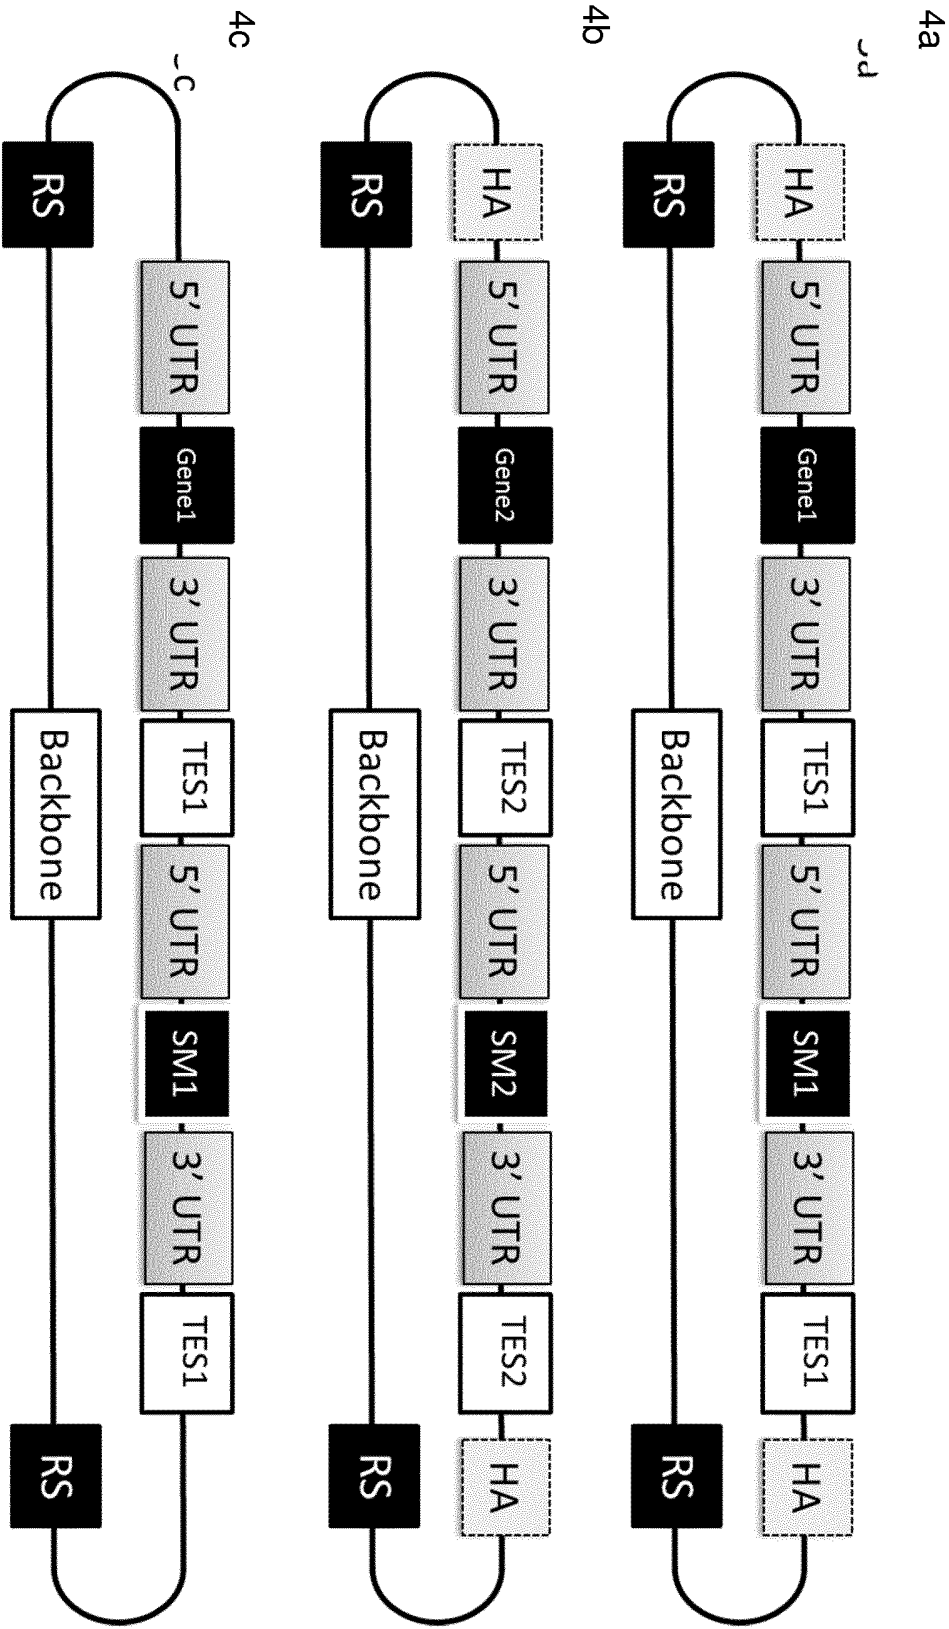 4a
HA 5' UTR Gene1 3' UTR TES1 5' UTR SM1 3' UTR TES1 HA
RS Backbone RS
4b
HA 5' UTR Gene2 3' UTR TES2 5' UTR SM2 3' UTR TES2 HA
RS Backbone RS
4c
5' UTR Gene1 3' UTR TES1 5' UTR SM1 3' UTR TES1
RS Backbone RS